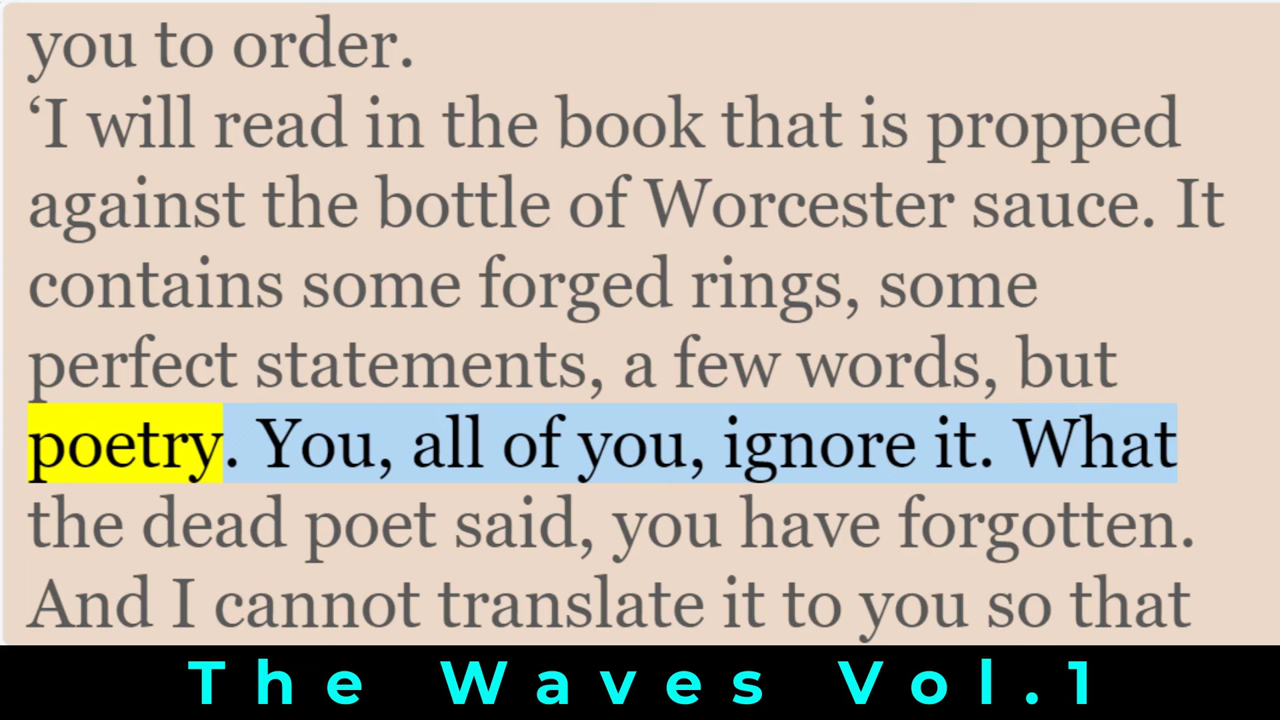 you to order.
‘I will read in the book that is propped
against the bottle of Worcester sauce. It
contains some forged rings, some
perfect statements, a few words, but
poetry. You, all of you, ignore it. What
the dead poet said, you have forgotten.
And I cannot translate it to you so that
The Waves Vol.1